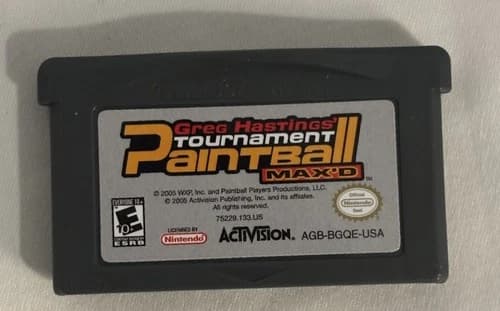 Greg Hastings'
Tournament
Paintball
MAX'D
TM
© 2005 WXP, Inc. and Paintball Players Productions, LLC.
© 2005 Activision Publishing, Inc. and its affiliates.
All rights reserved.
75229.133.US
EVERYONE 10+
E
10+
ESRB
LICENSED BY
Nintendo
ACTIVISION.
AGB-BGQE-USA
Official
Nintendo
Seal